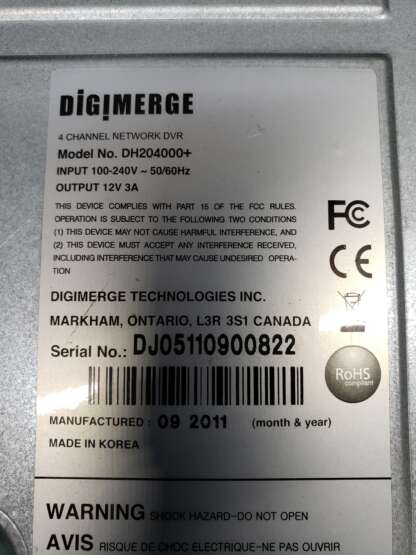 DiG!MERGE
4 CHANNEL NETWORK DVR
Model No. DH204000+
INPUT 100-240V ~ 50/60Hz
OUTPUT 12V 3A
THIS DEVICE COMPLIES WITH PART 15 OF THE FCC RULES.
OPERATION IS SUBJECT TO THE FOLLOWING TWO CONDITIONS
(1) THIS DEVICE MAY NOT CAUSE HARMFUL INTERFERENCE, AND
(2) THIS DEVICE MUST ACCEPT ANY INTERFERENCE RECEIVED,
INCLUDING INTERFERENCE THAT MAY CAUSE UNDESIRED OPERA-
TION
FC
CE
DIGIMERGE TECHNOLOGIES INC.
MARKHAM, ONTARIO, L3R 3S1 CANADA
Serial No.: DJ05110900822
RoHS
compliant
MANUFACTURED : 09 2011 (month & year)
MADE IN KOREA
WARNING SHOCK HAZARD-DO NOT OPEN
AVIS RISQUE DE CHOC ELECTRIQUE-NE PAS OUVRIR